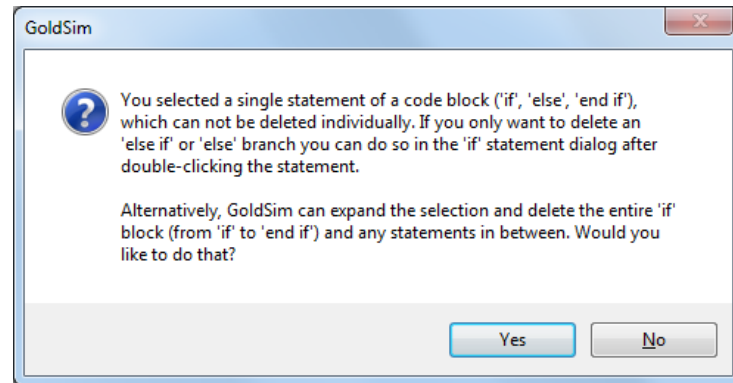 GoldSim
You selected a single statement of a code block ('if', 'else', 'end if'),
which can not be deleted individually. If you only want to delete an
'else if' or 'else' branch you can do so in the 'if' statement dialog after
double-clicking the statement.
Alternatively, GoldSim can expand the selection and delete the entire 'if'
block (from 'if' to 'end if') and any statements in between. Would you
like to do that?
Yes
No